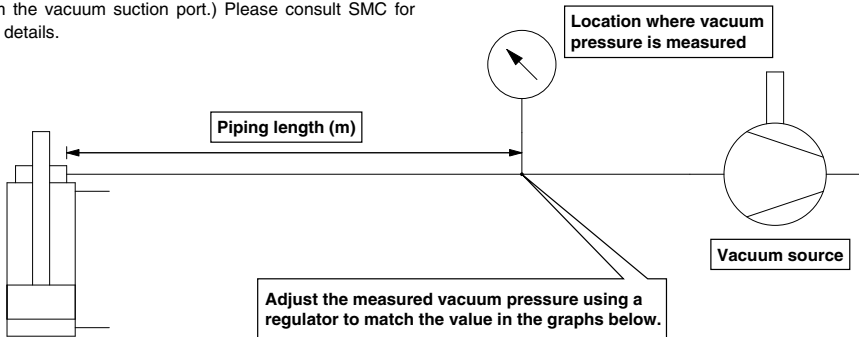 the vacuum suction port.) Please consult SMC for
details.
Location where vacuum
pressure is measured
Piping length (m)
Vacuum source
Adjust the measured vacuum pressure using a
regulator to match the value in the graphs below.